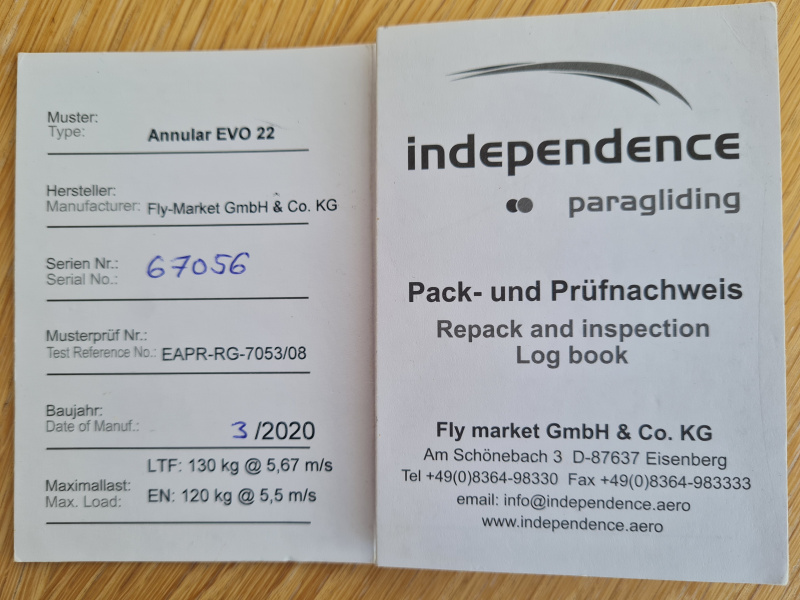 Muster:
Type: Annular EVO 22
Hersteller:
Manufacturer: Fly-Market GmbH & Co. KG
Serien Nr.:
Serial No.: 67056
Musterprüf Nr.:
Test Reference No.: EAPR-RG-7053/08
Baujahr:
Date of Manuf.: 3/2020
LTF: 130 kg @ 5,67 m/s
Maximallast:
Max. Load: EN: 120 kg @ 5,5 m/s
independence
paragliding
Pack- und Prüfnachweis
Repack and inspection
Log book
Fly market GmbH & Co. KG
Am Schönebach 3 D-87637 Eisenberg
Tel +49(0)8364-98330 Fax +49(0)8364-983333
email: info@independence.aero
www.independence.aero